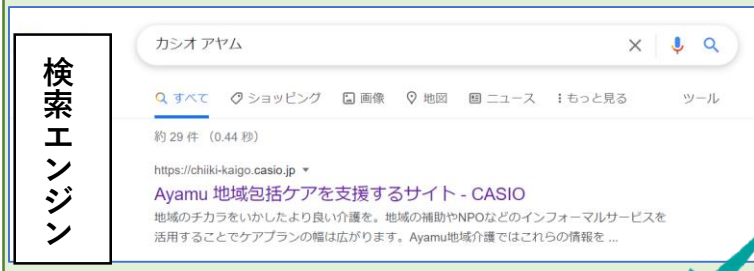 検索エンジン
カシオ アヤム
すべて ショッピング 画像 地図 ニュース もっと見る ツール
約 29 件 （0.44 秒）
https://chiiki-kaigo.casio.jp
Ayamu 地域包括ケアを支援するサイト - CASIO
地域のチカラをいかしたより良い介護を。地域の補助やNPOなどのインフォーマルサービスを
活用することでケアプランの幅は広がります。Ayamu地域介護ではこれらの情報を ...